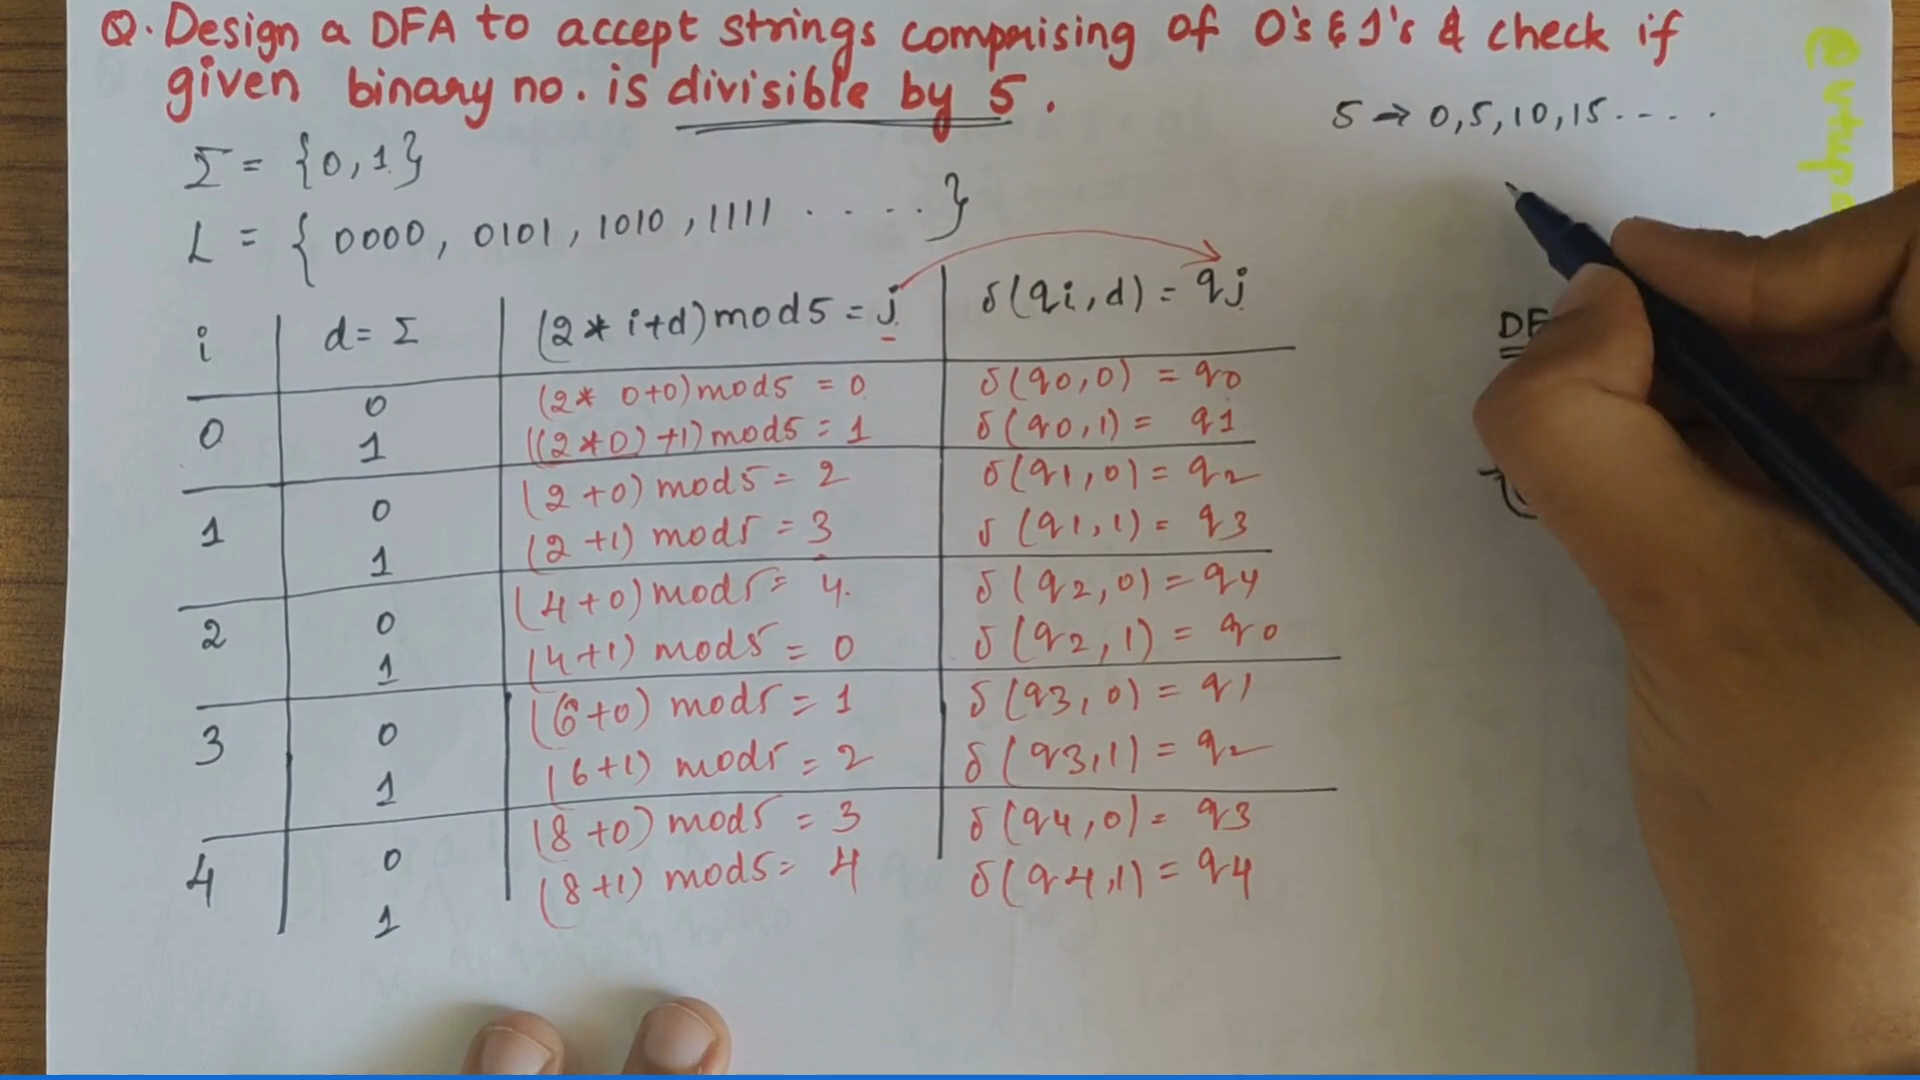 Q. Design a DFA to accept strings comprising of 0's & 1's & check if
given binary no. is divisible by 5.
5 → 0,5,10,15-----
Σ = {0,1}
L = { 0000, 0101, 1010, 1111 ..... }
i | d = Σ | (2*i+d)mod5 = j | δ(qi,d) = qj
0 | 0 | (2* 0+0)mod5 = 0 | δ(q0,0) = q0
1 | ((2*0)+1)mod5 = 1 | δ(q0,1) = q1
1 | 0 | (2+0)mod5 = 2 | δ(q1,0) = q2
1 | (2+1)mod5 = 3 | δ(q1,1) = q3
2 | 0 | (4+0)mod5 = 4. | δ(q2,0) = q4
1 | (4+1)mod5 = 0 | δ(q2,1) = q0
3 | 0 | (6+0)mod5 = 1 | δ(q3,0) = q1
1 | (6+1)mod5 = 2 | δ(q3,1) = q2
4 | 0 | (8+0)mod5 = 3 | δ(q4,0) = q3
1 | (8+1)mod5 = 4 | δ(q4,1) = q4